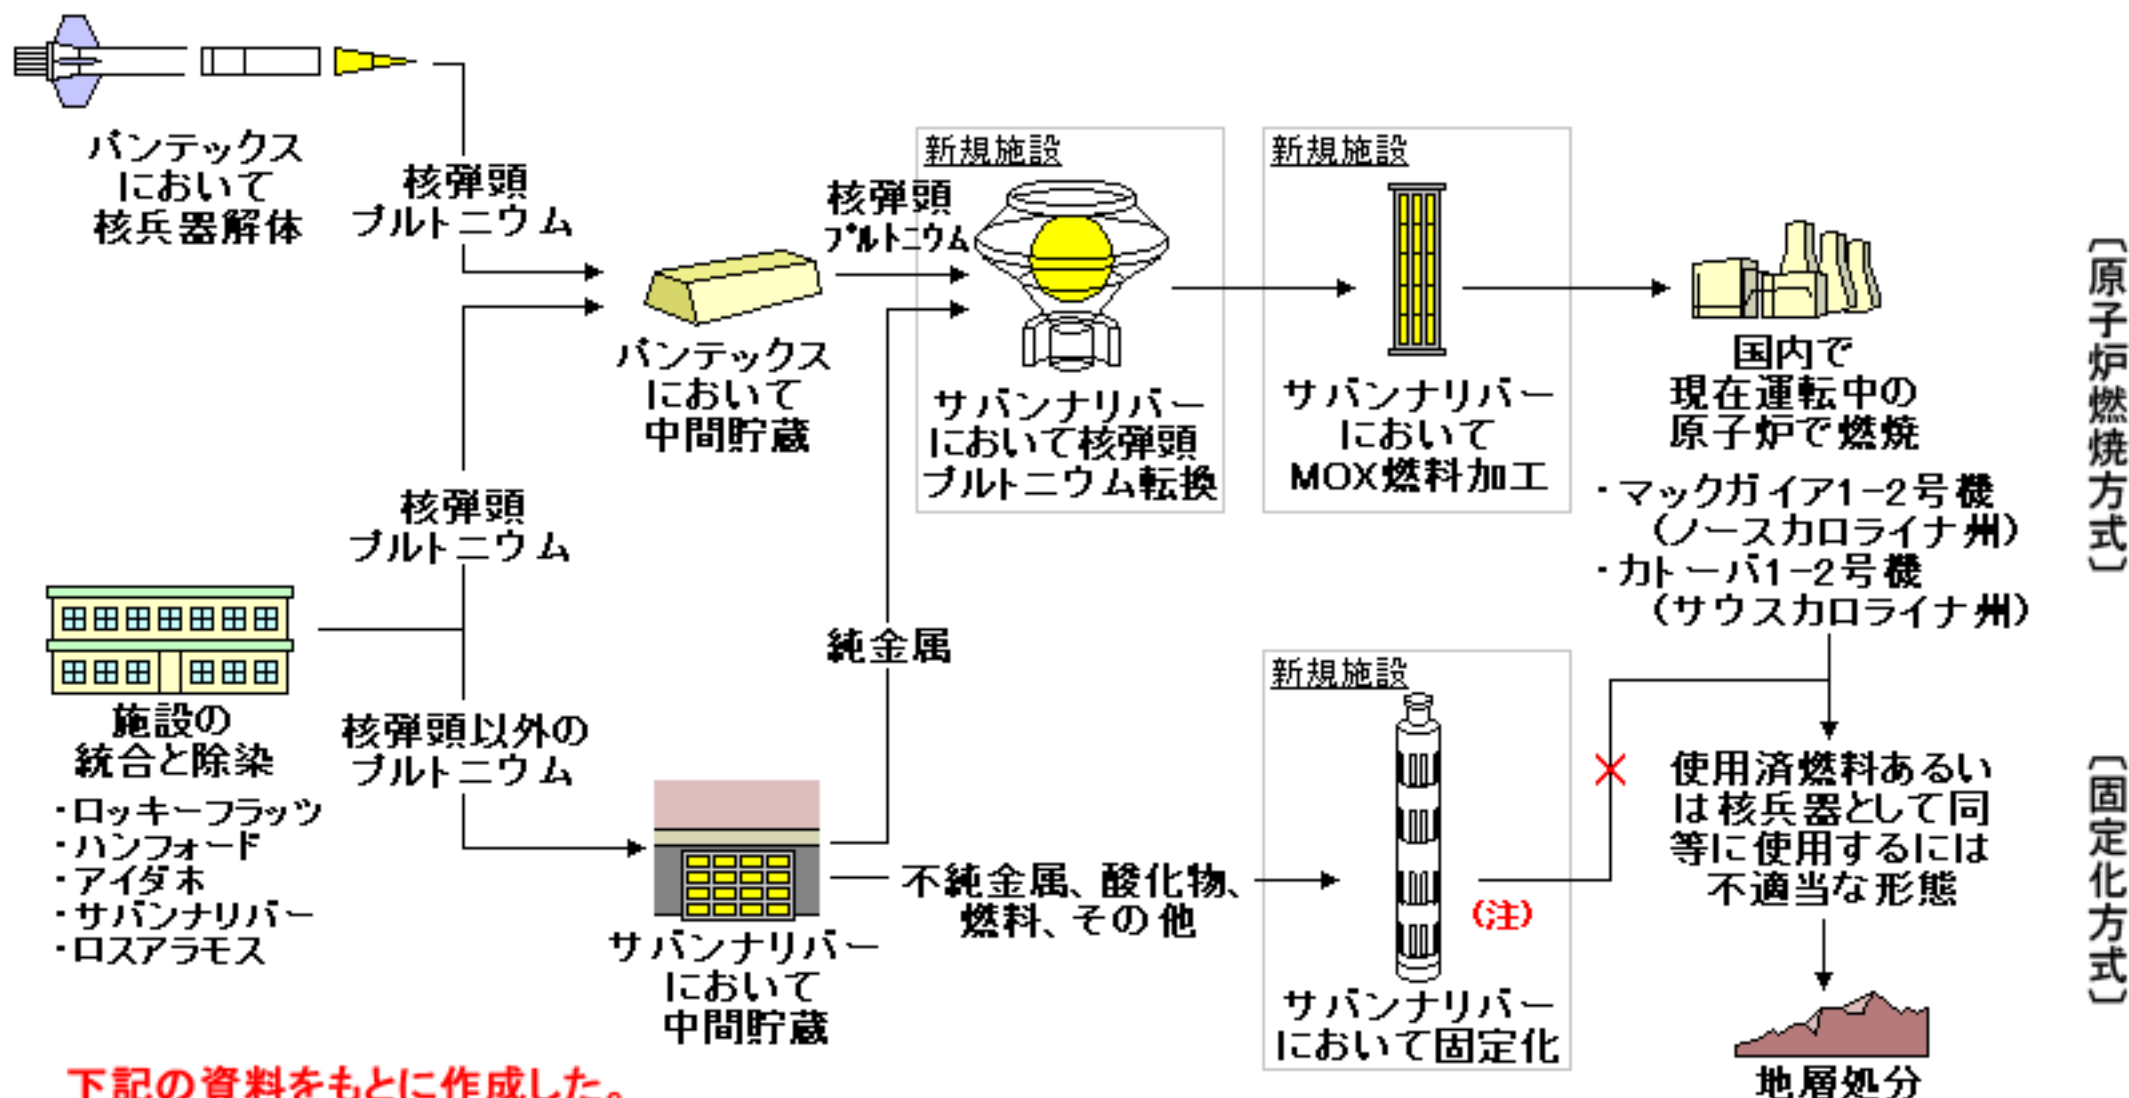 パンテックス
において
核兵器解体
核弾頭
プルトニウム
核弾頭
プルトニウム
新規施設
新規施設
パンテックス
において
中間貯蔵
サバンナリバー
において核弾頭
プルトニウム転換
サバンナリバー
において
MOX燃料加工
国内で
現在運転中の
原子炉で燃焼
・マックガイア1-2号機
(ノースカロライナ州)
・カトーバ1-2号機
(サウスカロライナ州)
〔原子炉燃焼方式〕
核弾頭
プルトニウム
施設の
統合と除染
・ロッキーフラッツ
・ハンフォード
・アイダホ
・サバンナリバー
・ロスアラモス
核弾頭以外の
プルトニウム
純金属
サバンナリバー
において
中間貯蔵
不純金属、酸化物、
燃料、その他
新規施設
(注)
サバンナリバー
において固定化
使用済燃料あるい
は核兵器として同
等に使用するには
不適当な形態
地層処分
〔固定化方式〕
下記の資料をもとに作成した。